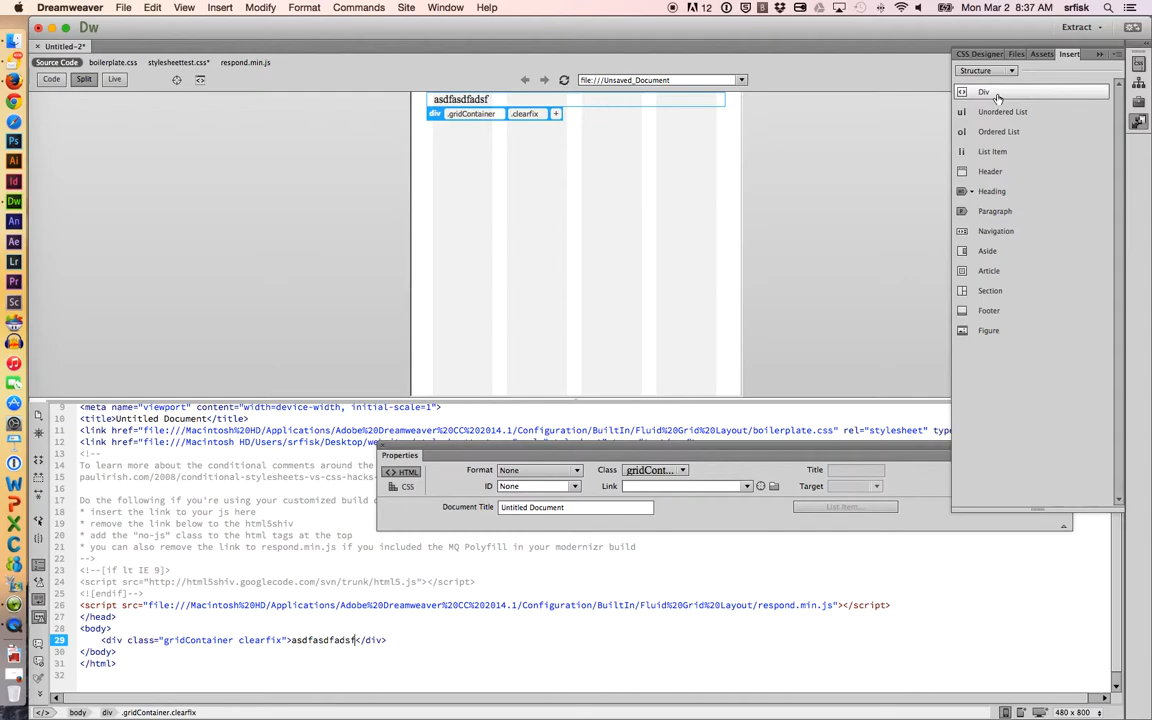 Dreamweaver File Edit View Insert Modify Format Commands Site Window Help 12 Mon Mar 2 8:37 AM srfisk
Dw Extract
× Untitled-2*
Source Code boilerplate.css stylesheettest.css* respond.min.js
Code Split Live file:///Unsaved_Document
asdfasdfadsf
div .gridContainer .clearfix +
CSS Designer Files Assets Insert
Structure
Div
ul Unordered List
ol Ordered List
li List Item
Header
Heading
Paragraph
Navigation
Aside
Article
Section
Footer
Figure
9 <meta name="viewport" content="width=device-width, initial-scale=1">
10 <title>Untitled Document</title>
11 <link href="file:///Macintosh%20HD/Applications/Adobe%20Dreamweaver%20CC%202014.1/Configuration/BuiltIn/Fluid%20Grid%20Layout/boilerplate.css" rel="stylesheet" type
12 <link href="file:///Macintosh HD/Users/srfisk/Desktop/
13 <!--
14 To learn more about the conditional comments around the
15 paulirish.com/2008/conditional-stylesheets-vs-css-hacks-
16
17 Do the following if you're using your customized build
18 * insert the link to your js here
19 * remove the link below to the html5shiv
20 * add the "no-js" class to the html tags at the top
21 * you can also remove the link to respond.min.js if you included the MQ Polyfill in your modernizr build
22 -->
23 <!--[if lt IE 9]>
24 <script src="http://html5shiv.googlecode.com/svn/trunk/html5.js"></script>
25 <![endif]-->
26 <script src="file:///Macintosh%20HD/Applications/Adobe%20Dreamweaver%20CC%202014.1/Configuration/BuiltIn/Fluid%20Grid%20Layout/respond.min.js"></script>
27 </head>
28 <body>
29 <div class="gridContainer clearfix">asdfasdfadsf</div>
30 </body>
31 </html>
32
Properties
<> HTML Format None Class gridCont... Title
CSS ID None Link Target
Document Title Untitled Document List Item...
</> body div .gridContainer.clearfix 480 x 800